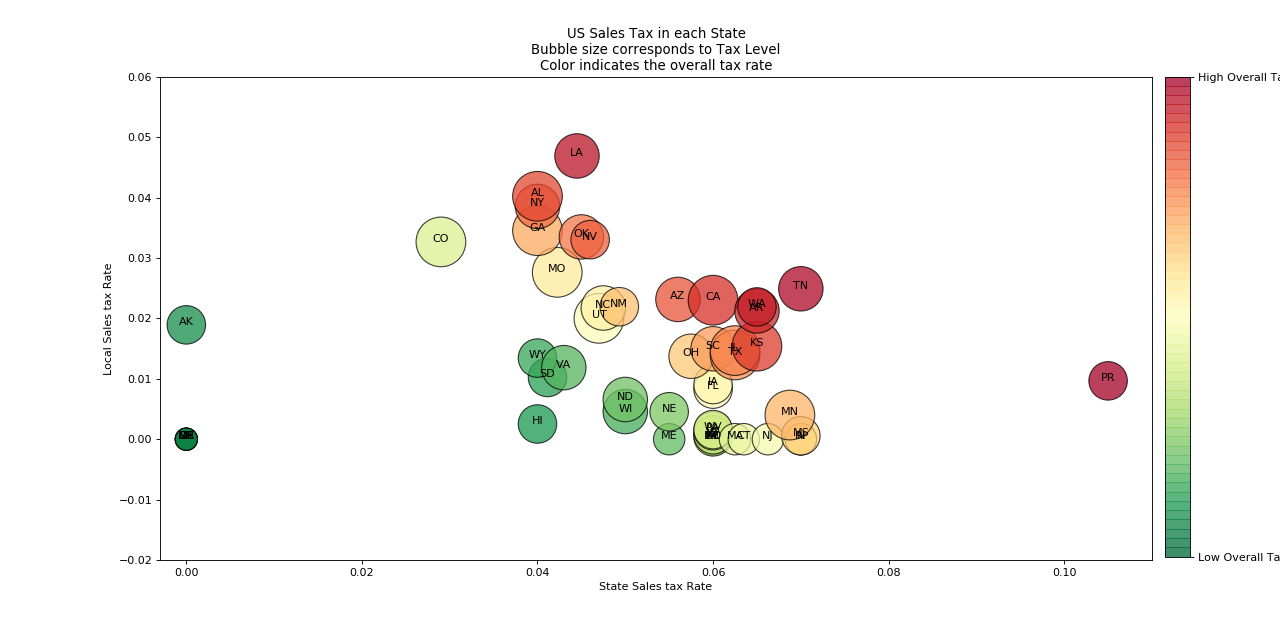 US Sales Tax in each State
Bubble size corresponds to Tax Level
Color indicates the overall tax rate
0.06
High Overall Ta
0.05
LA
0.04
AL
NY
GA
OK
NV
CO
0.03
MO
TN
AZ
CA
WA
AR
NC
NM
UT
0.02
AK
Local Sales tax Rate
KS
SC
TX
OH
WY
VA
SD
0.01
PR
IA
FL
ND
WI
NE
MN
HI
WV
ME
MA
CT
NJ
MS
0.00
−0.01
−0.02
Low Overall Ta
0.00
0.02
0.04
0.06
0.08
0.10
State Sales tax Rate